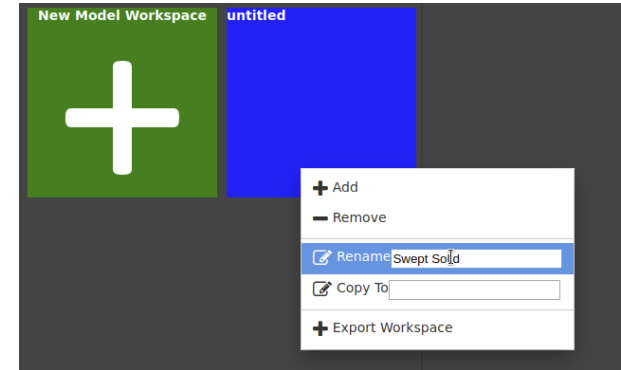 New Model Workspace
untitled
Add
Remove
Rename Swept Solid
Copy To
Export Workspace